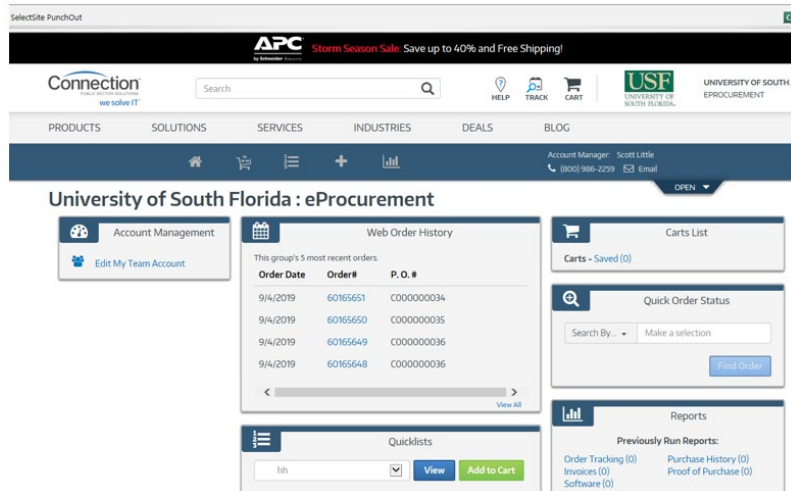 SelectSite PunchOut
APC
by Schneider Electric
Storm Season Sale: Save up to 40% and Free Shipping!
Connection
PUBLIC SECTOR SOLUTIONS
we solve IT
Search
HELP
TRACK
CART
USF
UNIVERSITY OF
SOUTH FLORIDA
UNIVERSITY OF SOUTH
EPROCUREMENT
PRODUCTS SOLUTIONS SERVICES INDUSTRIES DEALS BLOG
Account Manager: Scott Little
(800) 986-2259 Email
OPEN
University of South Florida : eProcurement
Account Management
Edit My Team Account
Web Order History
This group's 5 most recent orders.
Order Date Order# P. O. #
9/4/2019 60165651 C000000034
9/4/2019 60165650 C000000035
9/4/2019 60165649 C000000036
9/4/2019 60165648 C000000036
View All
1
2
3
Quicklists
hh
View
Add to Cart
Carts List
Carts - Saved (0)
Quick Order Status
Search By... Make a selection
Find Order
Reports
Previously Run Reports:
Order Tracking (0) Purchase History (0)
Invoices (0) Proof of Purchase (0)
Software (0)